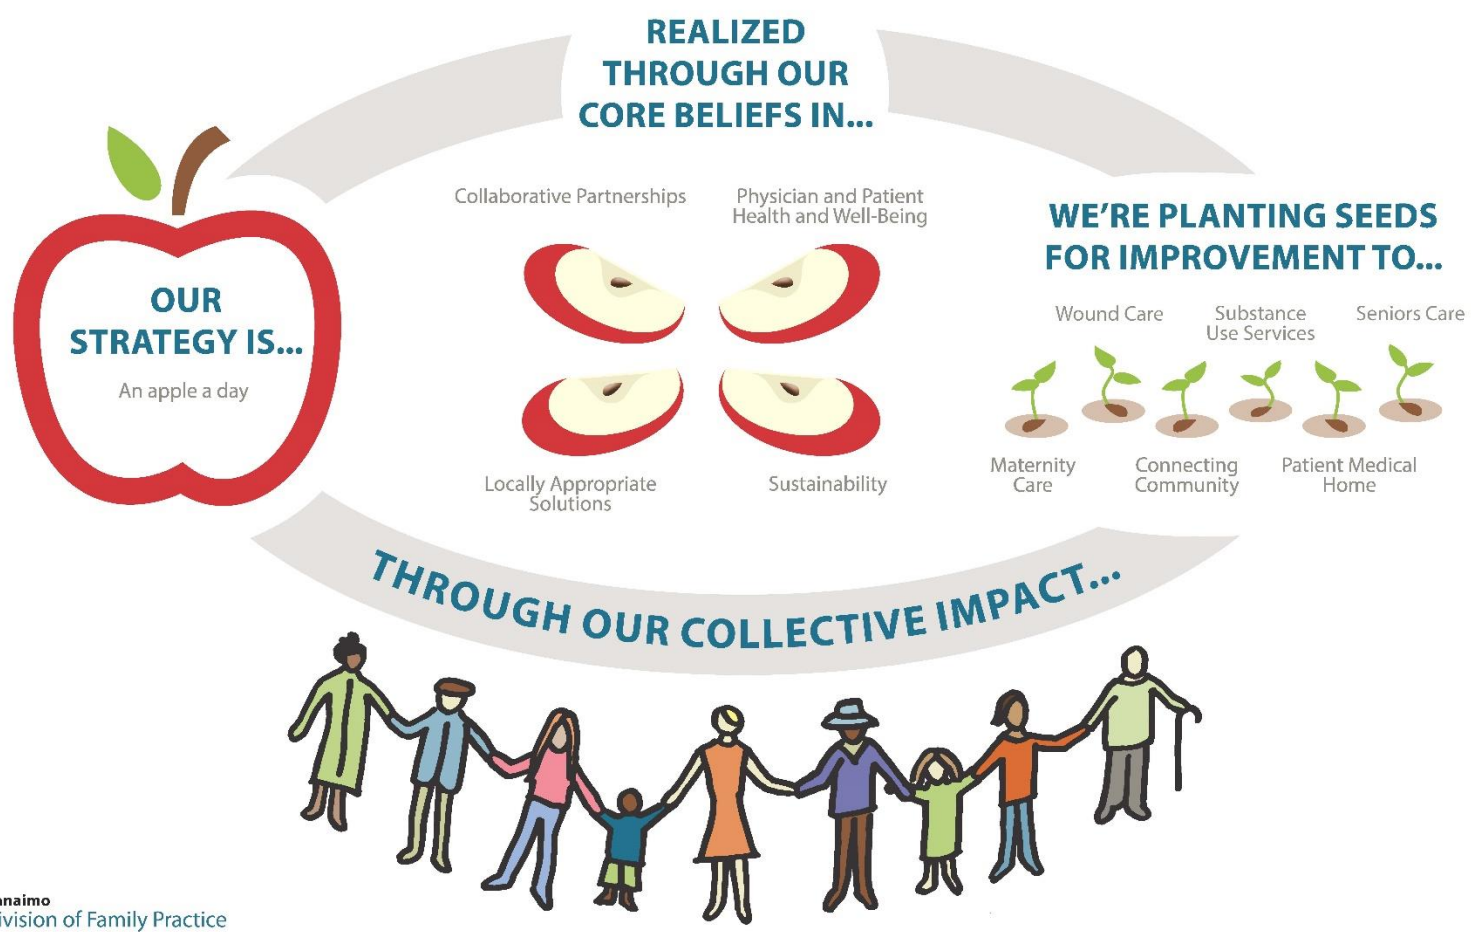 REALIZED
THROUGH OUR
CORE BELIEFS IN...
OUR
STRATEGY IS...
An apple a day
Collaborative Partnerships
Physician and Patient
Health and Well-Being
Locally Appropriate
Solutions
Sustainability
WE'RE PLANTING SEEDS
FOR IMPROVEMENT TO...
Wound Care
Substance
Use Services
Seniors Care
Maternity
Care
Connecting
Community
Patient Medical
Home
THROUGH OUR COLLECTIVE IMPACT...
anaimo
ivision of Family Practice